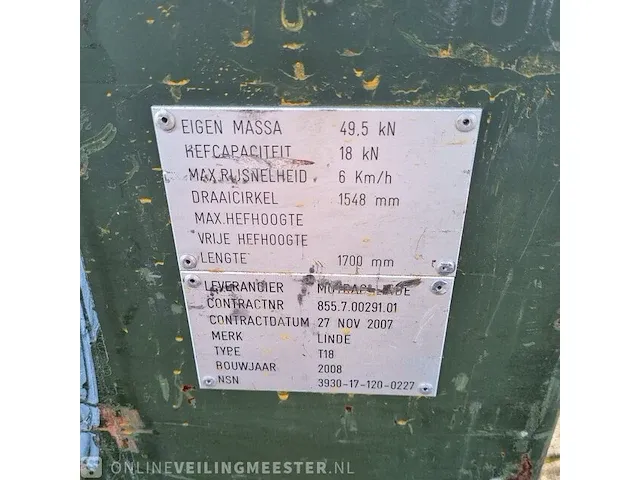 EIGEN MASSA 49.5 kN
HEFCAPACITEIT 18 kN
MAX.RIJSNELHEID 6 Km/h
DRAAICIRKEL 1548 mm
MAX.HEFHOOGTE
VRIJE HEFHOOGTE
LENGTE 1700 mm
LEVERANCIER
CONTRACTNR 855.7.00291.01
CONTRACTDATUM 27 NOV 2007
MERK LINDE
TYPE T18
BOUWJAAR 2008
NSN 3930-17-120-0227
ONLINEVEILINGMEESTER.NL